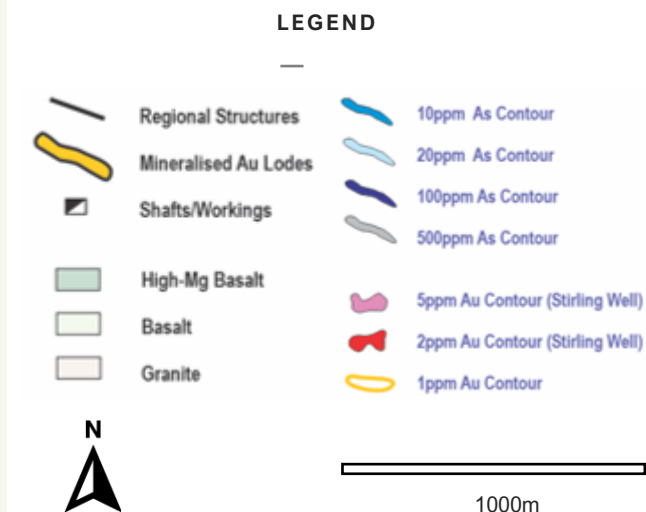 LEGEND
Regional Structures
Mineralised Au Lodes
Shafts/Workings
High-Mg Basalt
Basalt
Granite
10ppm As Contour
20ppm As Contour
100ppm As Contour
500ppm As Contour
5ppm Au Contour (Stirling Well)
2ppm Au Contour (Stirling Well)
1ppm Au Contour
N
1000m